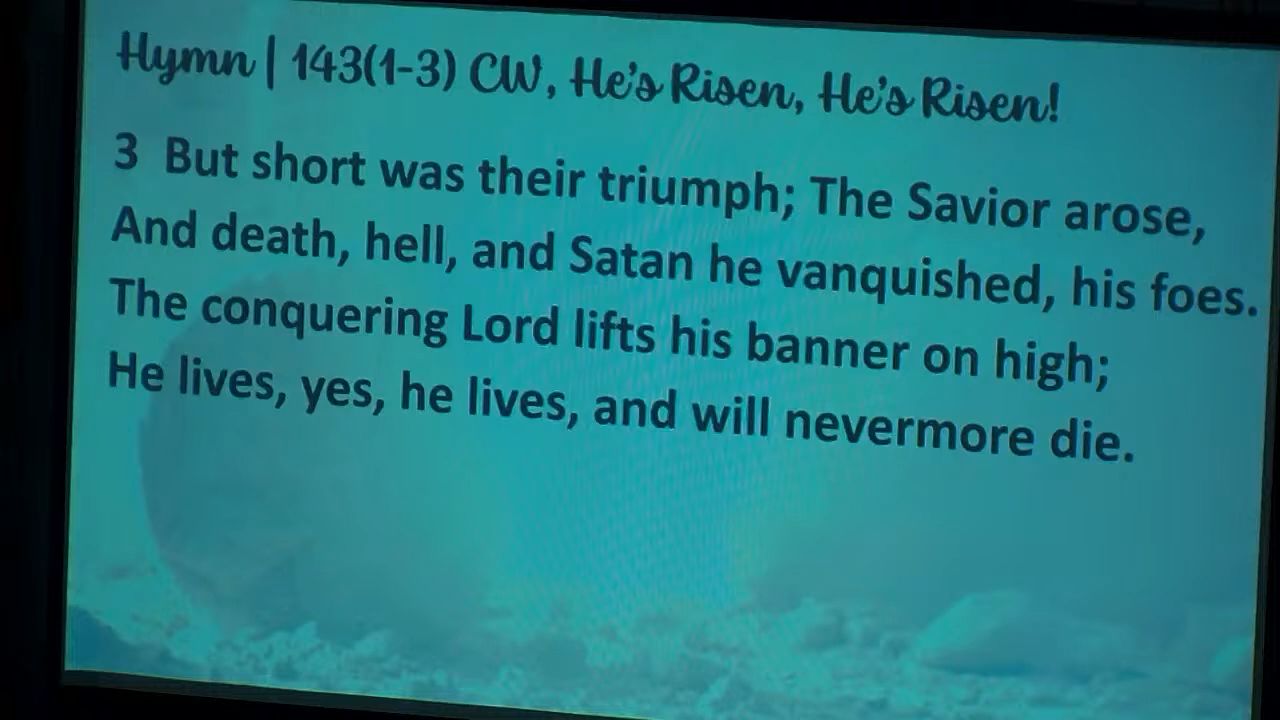 Hymn | 143(1-3) CW, He's Risen, He's Risen!
3 But short was their triumph; The Savior arose,
And death, hell, and Satan he vanquished, his foes.
The conquering Lord lifts his banner on high;
He lives, yes, he lives, and will nevermore die.